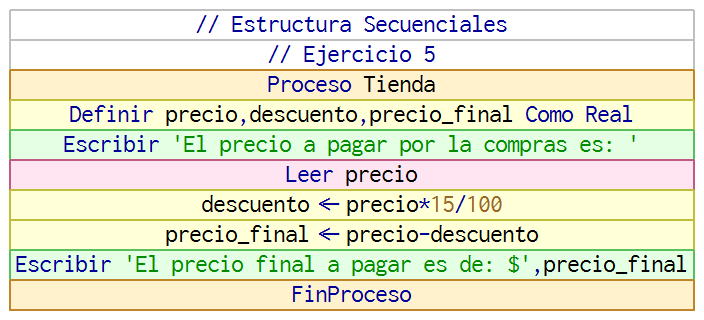 // Estructura Secuenciales
// Ejercicio 5
Proceso Tienda
Definir precio,descuento,precio_final Como Real
Escribir 'El precio a pagar por la compras es: '
Leer precio
descuento ← precio*15/100
precio_final ← precio-descuento
Escribir 'El precio final a pagar es de: $',precio_final
FinProceso